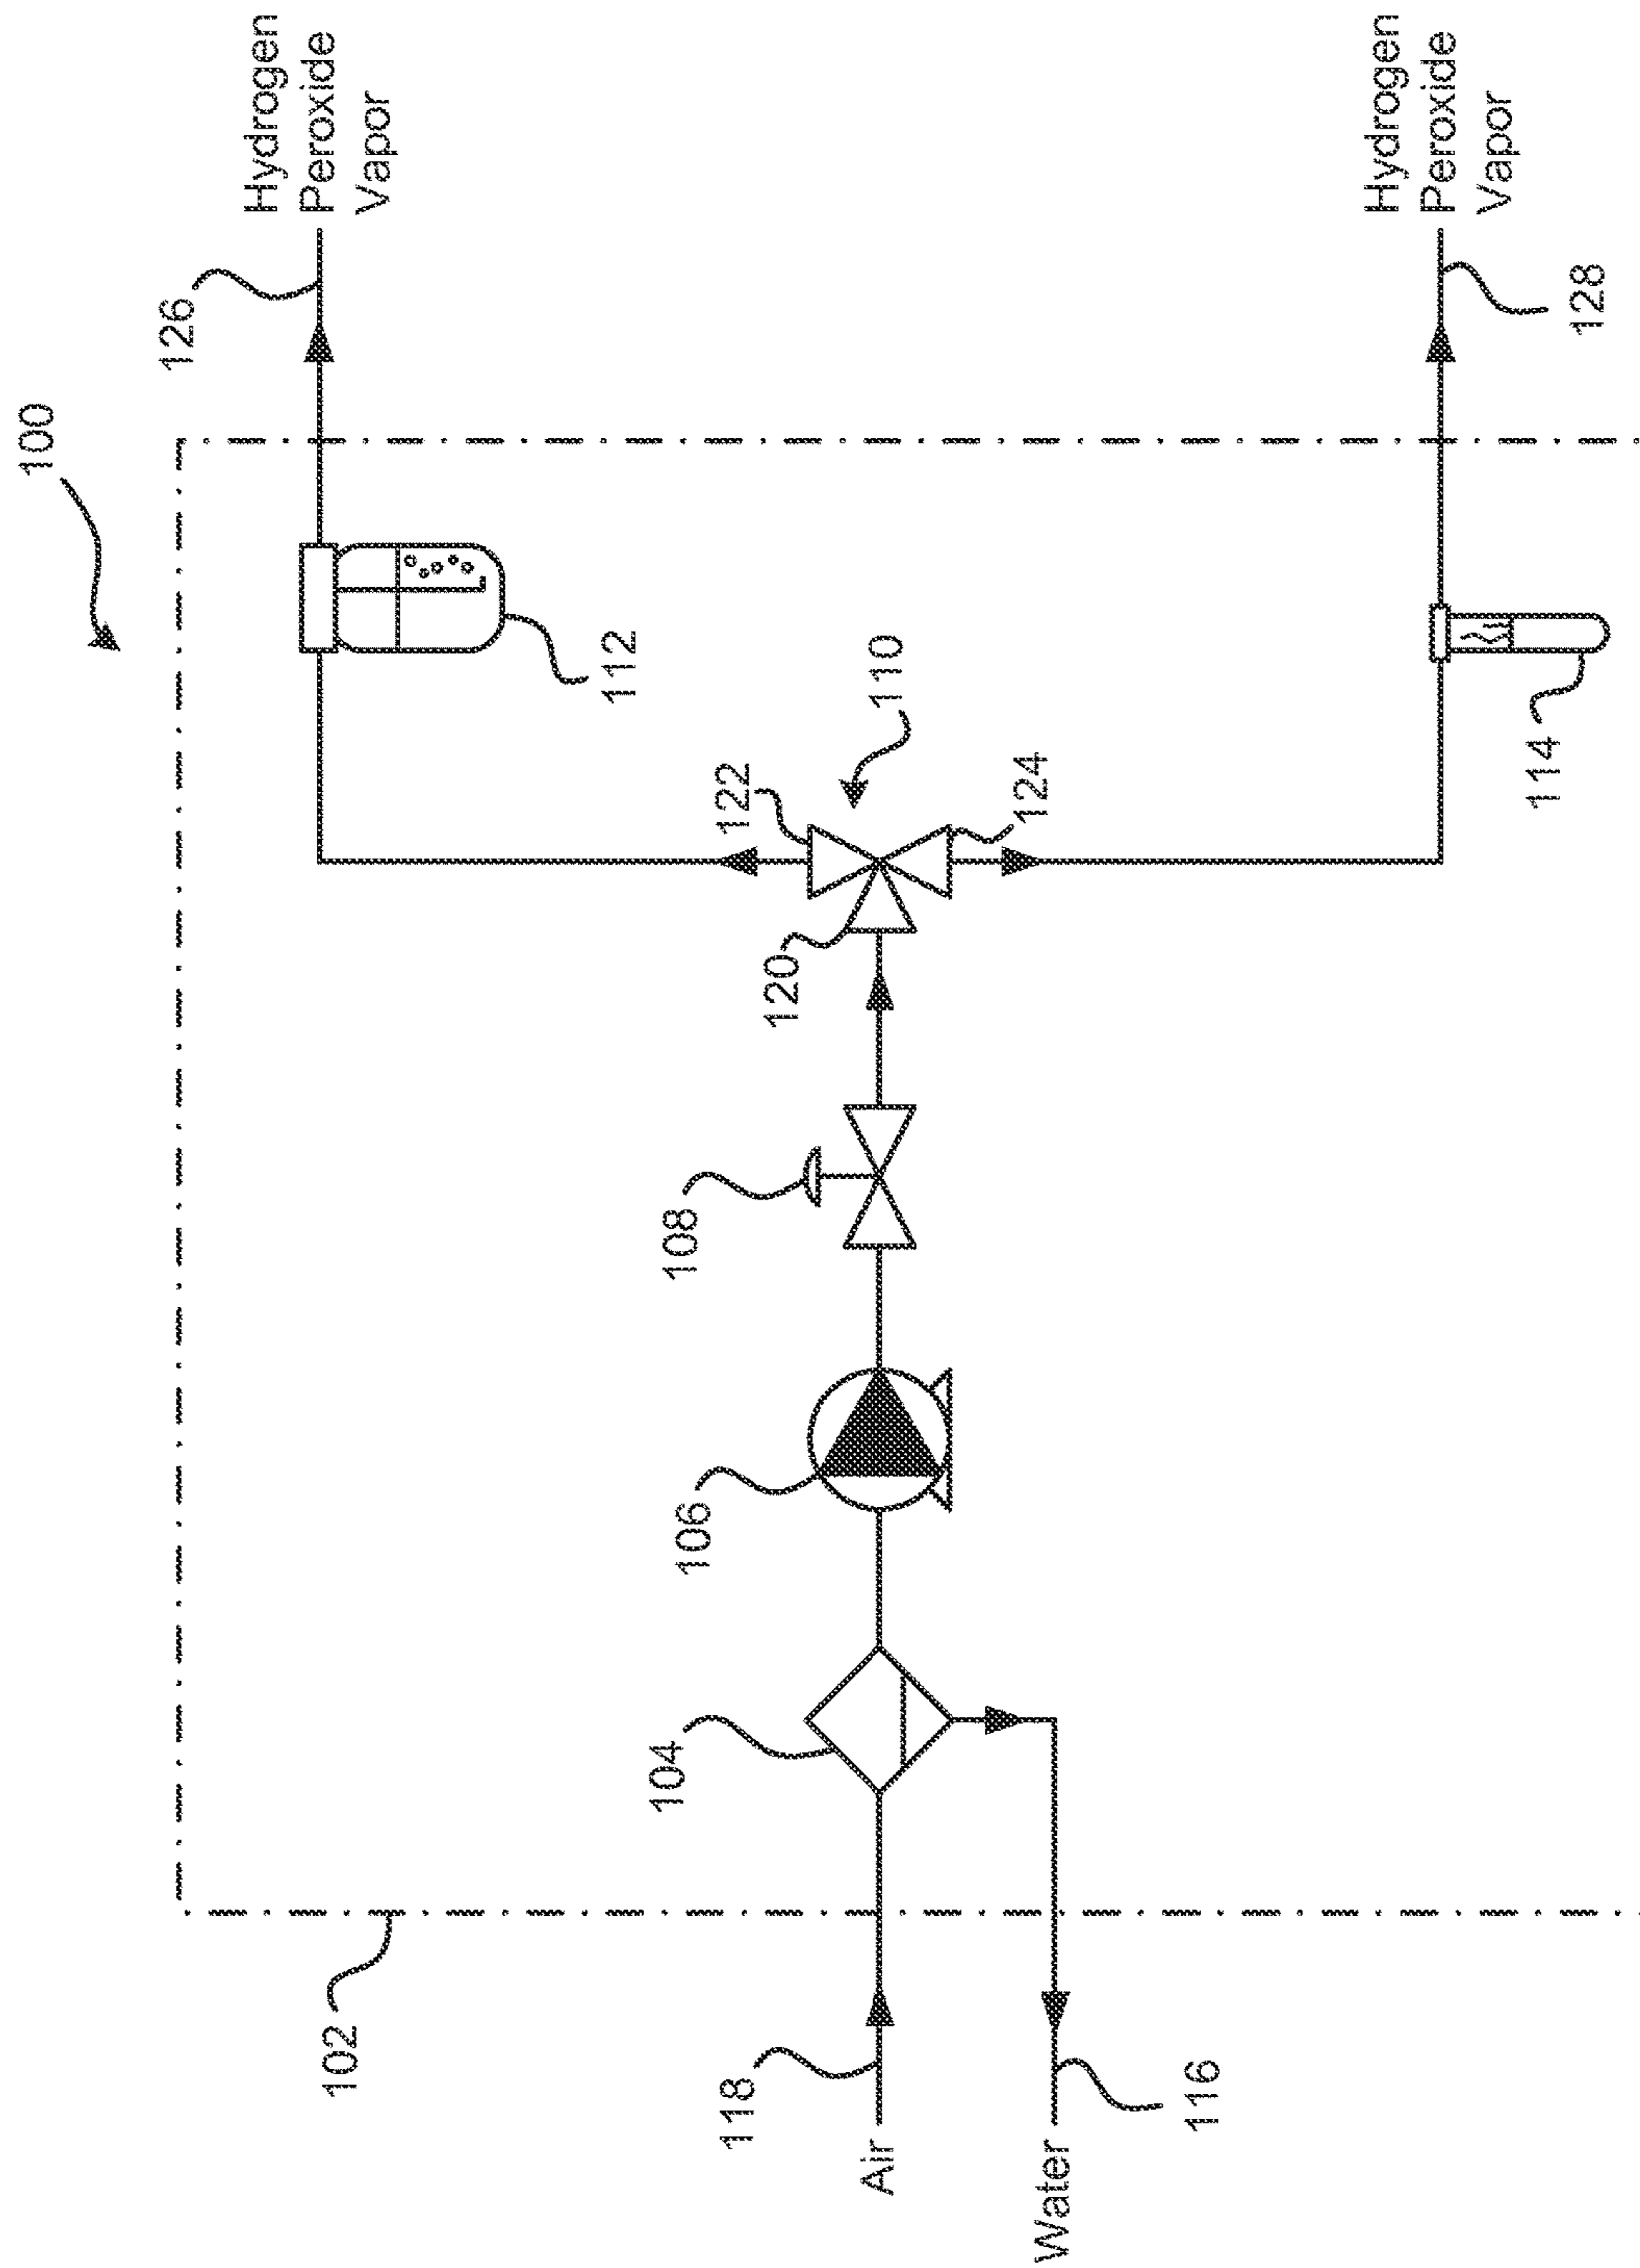 100
126
Hydrogen
Peroxide
Vapor
112
110
122
124
120
108
106
104
102
118
Air
Water
116
114
128
Hydrogen
Peroxide
Vapor